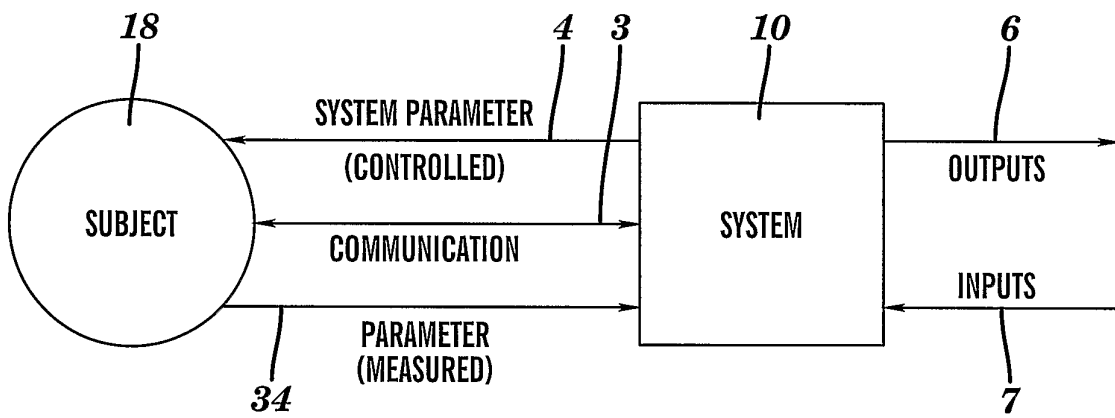 18
4
3
10
6
SYSTEM PARAMETER
(CONTROLLED)
OUTPUTS
SUBJECT
COMMUNICATION
SYSTEM
INPUTS
PARAMETER
(MEASURED)
34
7